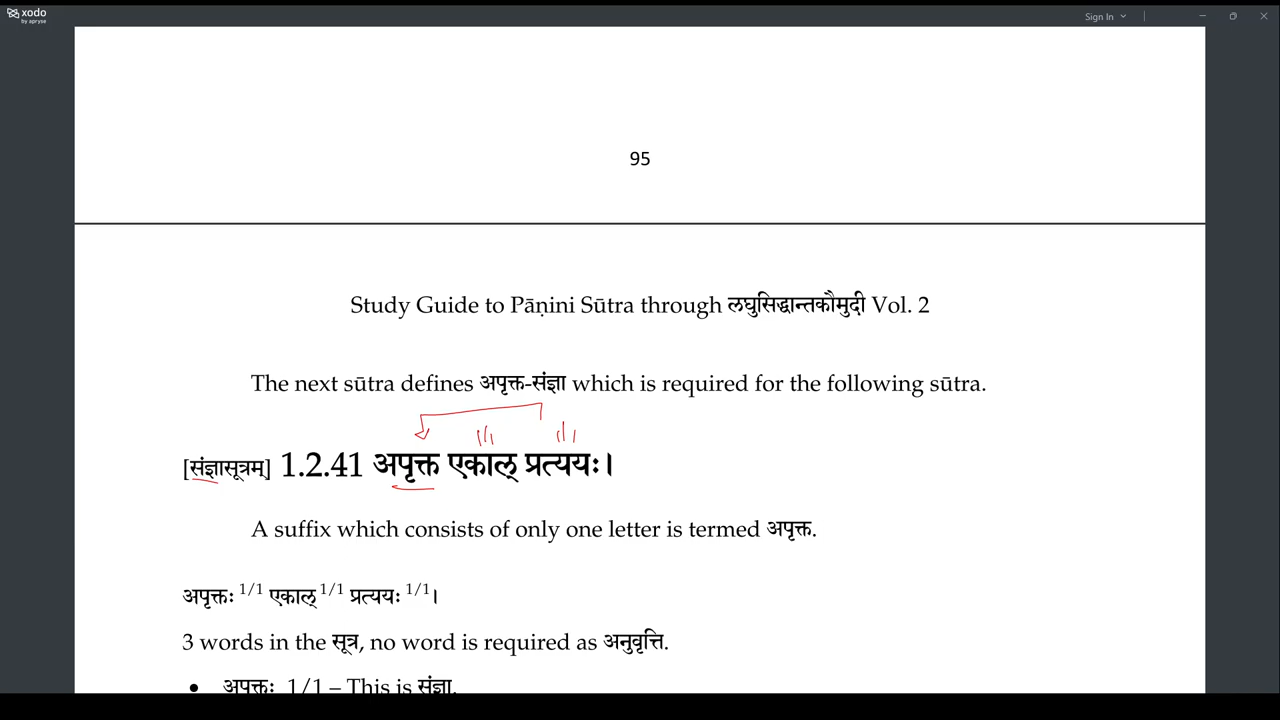 xodo
by apryse
Sign In
95
Study Guide to Pāṇini Sūtra through लघुसिद्धान्तकौमुदी Vol. 2
The next sūtra defines अपृक्त-संज्ञा which is required for the following sūtra.
[संज्ञासूत्रम्] 1.2.41 अपृक्त एकाल् प्रत्ययः।
A suffix which consists of only one letter is termed अपृक्त.
अपृक्तः 1/1 एकाल् 1/1 प्रत्ययः 1/1।
3 words in the सूत्र, no word is required as अनुवृत्ति.
• अपृक्तः 1/1 – This is संज्ञा.